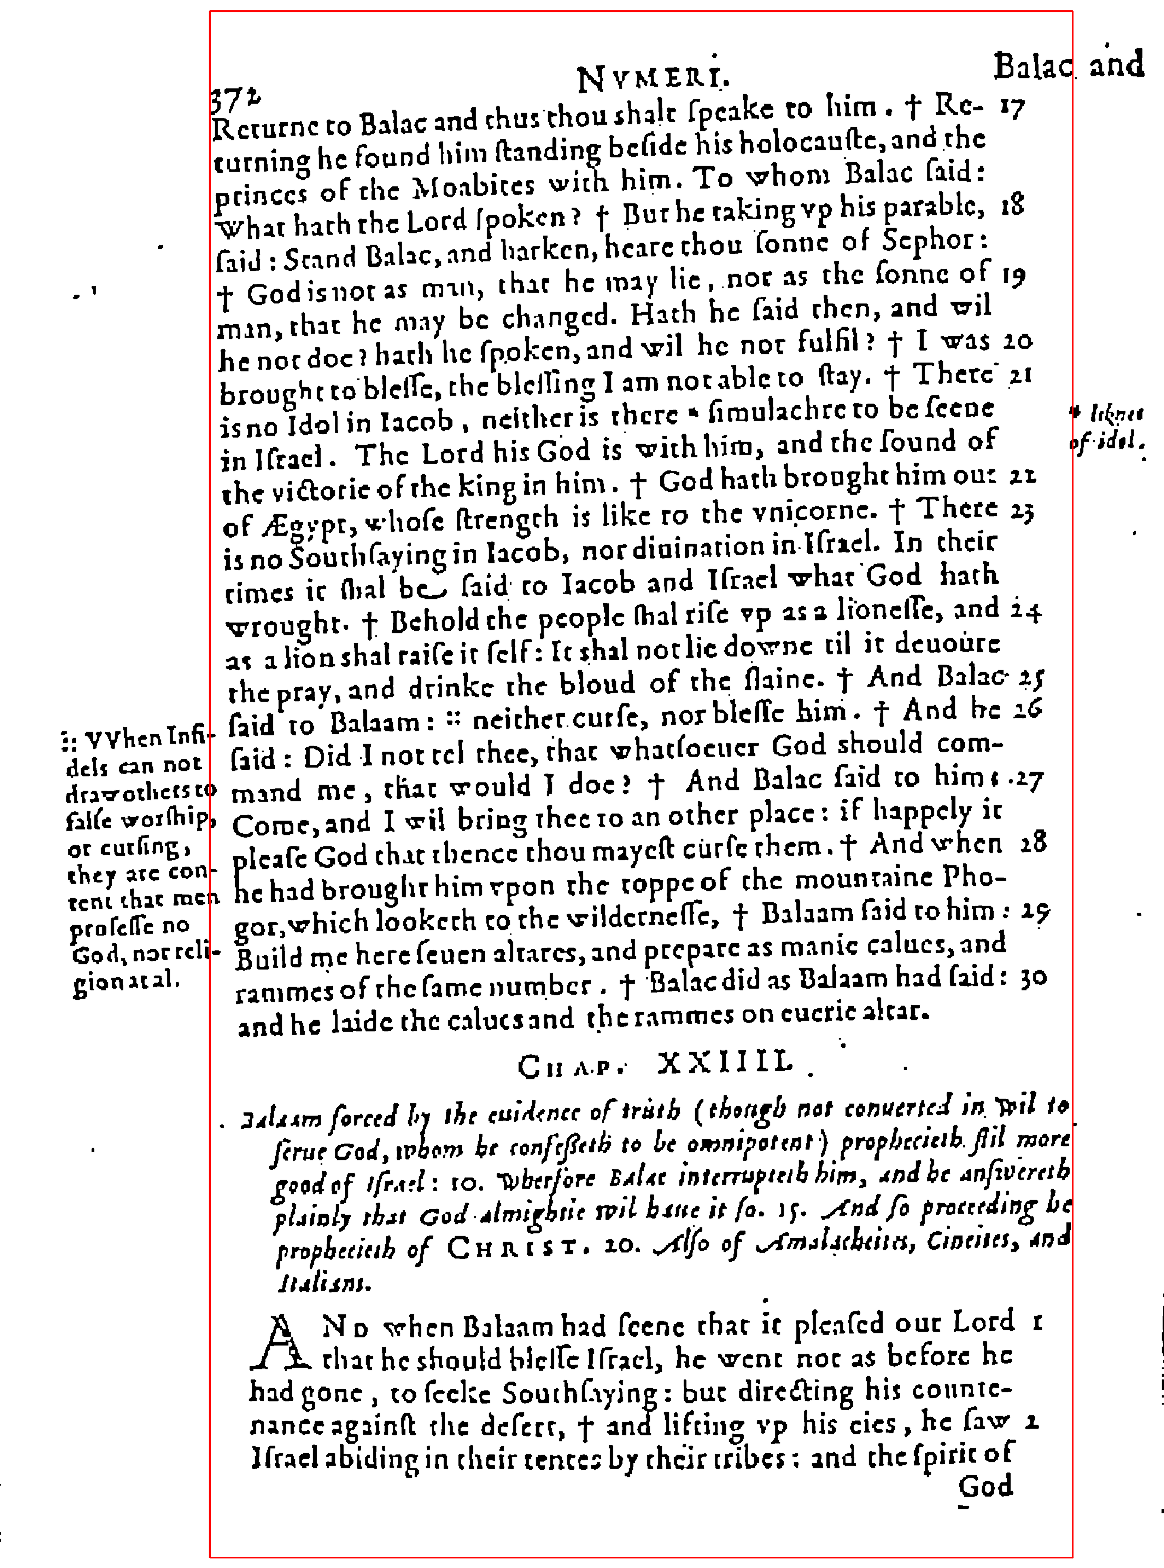 372 NVMERI. Balac and
Returne to Balac and thus thou shalt ſpeake to him. † Re- 17
turning he found him ſtanding beſide his holocauſte, and the
princes of the Moabites with him. To whom Balac ſaid:
What hath the Lord ſpoken? † But he taking vp his parable, 18
ſaid: Stand Balac, and harken, heare thou ſonne of Sephor:
† God is not as man, that he may lie, nor as the ſonne of 19
man, that he may be changed. Hath he ſaid then, and wil
he not doe? hath he ſpoken, and wil he not fulfil? † I was 20
brought to bleſſe, the bleſſing I am not able to ſtay. † There 21
is no Idol in Iacob, neither is there " ſimulachre to be ſeene
" liknes
in Iſrael. The Lord his God is with him, and the ſound of
of idol.
the victorie of the king in him. † God hath brought him out 22
of Ægypt, whoſe ſtrength is like to the vnicorne. † There 23
is no Southſaying in Iacob, nor diuination in Iſrael. In their
times it ſhal be ſaid to Iacob and Iſrael what God hath
wrought. † Behold the people ſhal riſe vp as a lioneſſe, and 24
as a lion shal raiſe it ſelf: It shal not lie downe til it deuoure
the pray, and drinke the bloud of the ſlaine. † And Balac 25
ſaid to Balaam: :: neither curſe, nor bleſſe him. † And he 26
ſaid: Did I not tel thee, that whatſoeuer God should com-
mand me, that would I doe? † And Balac ſaid to him: 27
Come, and I wil bring thee to an other place: if happely it
pleaſe God that thence thou mayeſt curſe them. † And when 28
he had brought him vpon the toppe of the mountaine Pho-
gor, which looketh to the wilderneſſe, † Balaam ſaid to him: 29
Build me here ſeuen altares, and prepare as manie calues, and
rammes of the ſame number. † Balac did as Balaam had ſaid: 30
and he laide the calues and the rammes on euerie altar.
:: VVhen Infi-
dels can not
draw others to
falſe worſhip,
or curſing,
they are con-
tent that men
profeſſe no
God, nor reli-
gion at al.
CHAP. XXIIII.
Balaam forced by the euidence of truth (though not conuerted in wil to
ſerue God, whom he confeſſeth to be omnipotent) prophecieth ſtil more
good of Iſrael: 10. Wherfore Balac interrupteth him, and he anſwereth
plainly that God almightie wil haue it ſo. 15. And ſo proceeding he
prophecieth of CHRIST. 20. Alſo of Amalacheites, Cineites, and
Italians.
AND when Balaam had ſeene that it pleaſed our Lord 1
that he should bleſſe Iſrael, he went not as before he
had gone, to ſeeke Southſaying: but directing his counte-
nance againſt the deſert, † and lifting vp his eies, he ſaw 2
Iſrael abiding in their tentes by their tribes: and the ſpirit of
God